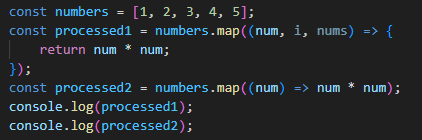 const numbers = [1, 2, 3, 4, 5];
const processed1 = numbers.map((num, i, nums) => {
    return num * num;
});
const processed2 = numbers.map((num) => num * num);
console.log(processed1);
console.log(processed2);